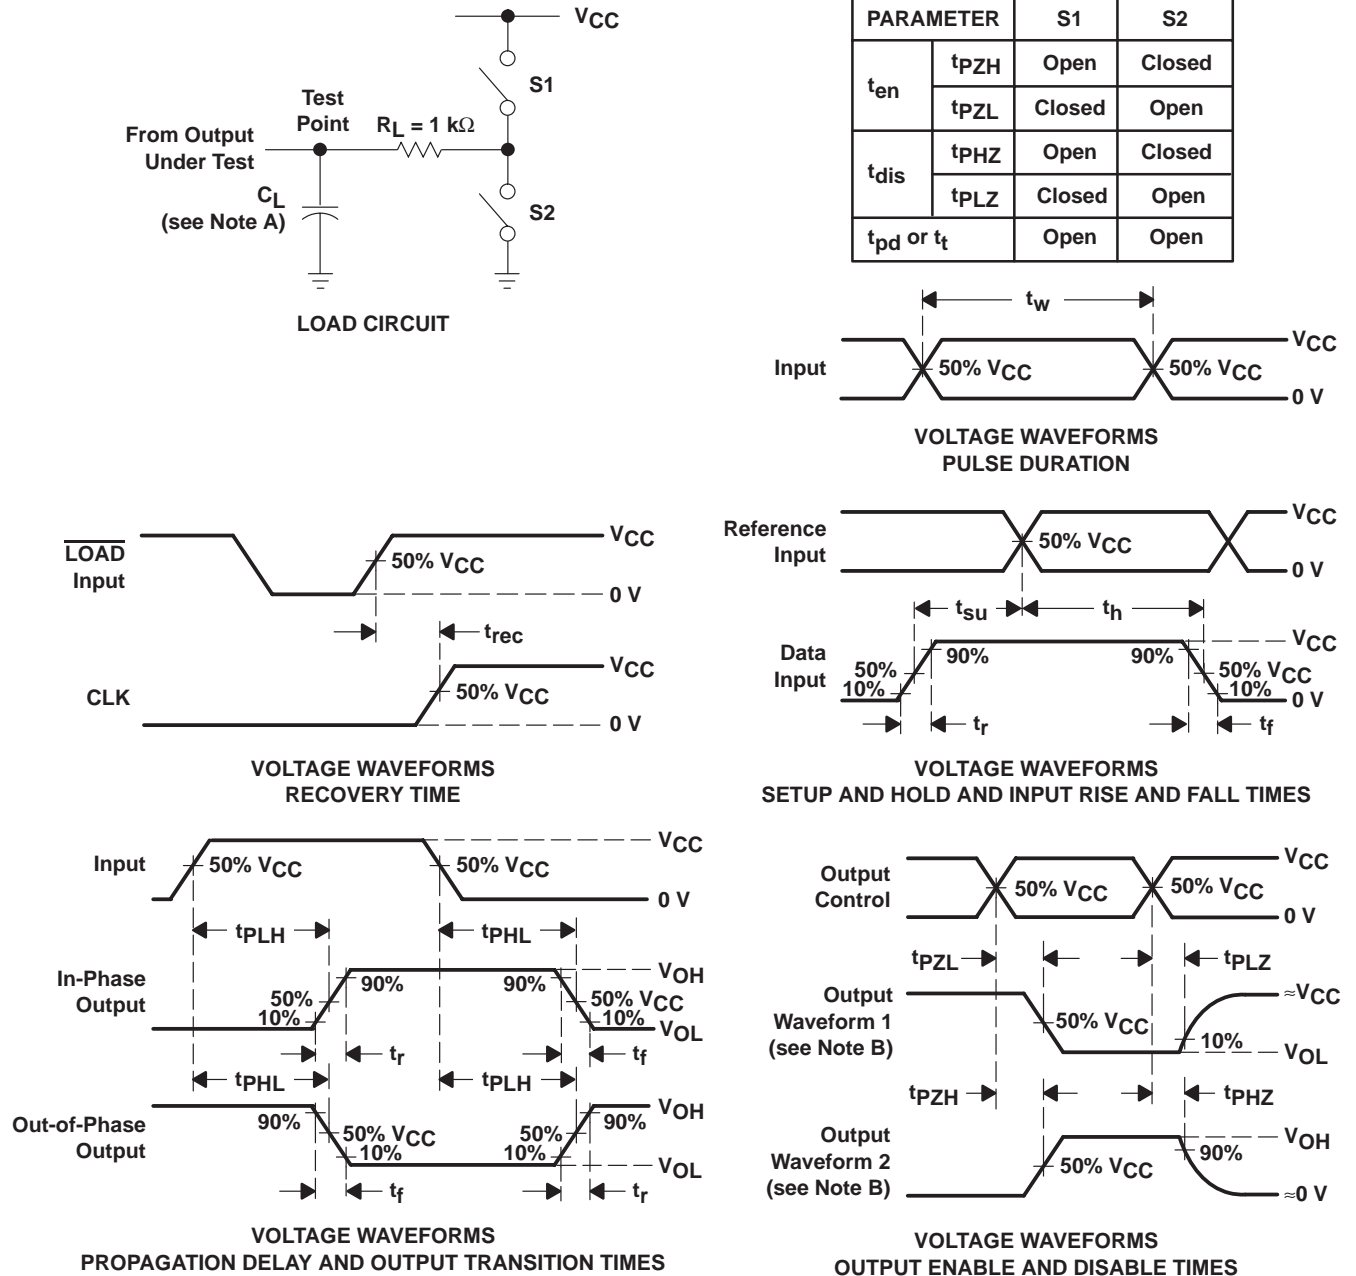 VCC
S1
Test
Point
RL = 1 kΩ
From Output
Under Test
CL
(see Note A)
S2
LOAD CIRCUIT
PARAMETER S1 S2
ten tPZH Open Closed
tPZL Closed Open
tdis tPHZ Open Closed
tPLZ Closed Open
tpd or tt Open Open
tw
VCC
Input
50% VCC 50% VCC
0 V
VOLTAGE WAVEFORMS
PULSE DURATION
LOAD
Input
VCC
50% VCC
0 V
trec
CLK
VCC
50% VCC
0 V
VOLTAGE WAVEFORMS
RECOVERY TIME
Reference
Input
VCC
50% VCC
0 V
tsu th
Data
Input
VCC
90% 90%
50% 50% VCC
10% 10%
0 V
tr tf
VOLTAGE WAVEFORMS
SETUP AND HOLD AND INPUT RISE AND FALL TIMES
Input
VCC
50% VCC 50% VCC
0 V
tPLH tPHL
In-Phase
Output
VOH
90% 90%
50% 50% VCC
10% 10%
VOL
tr tf
tPHL tPLH
Out-of-Phase
Output
VOH
90% 90%
50% VCC 50%
10% 10%
VOL
tf tr
VOLTAGE WAVEFORMS
PROPAGATION DELAY AND OUTPUT TRANSITION TIMES
Output
Control
VCC
50% VCC 50% VCC
0 V
tPZL tPLZ
Output
Waveform 1
(see Note B)
≈VCC
50% VCC
10%
VOL
tPZH tPHZ
Output
Waveform 2
(see Note B)
VOH
90%
50% VCC
≈0 V
VOLTAGE WAVEFORMS
OUTPUT ENABLE AND DISABLE TIMES